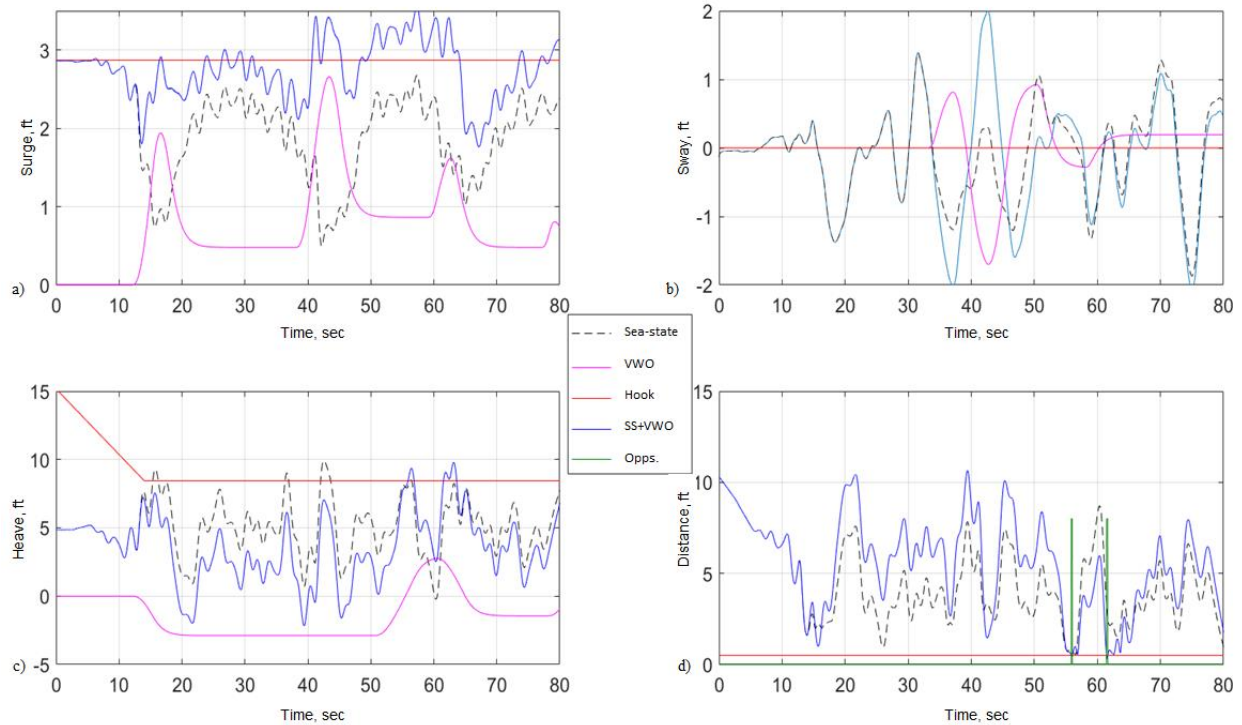 3
2
1
0
Surge, ft
a)
0 10 20 30 40 50 60 70 80
Time, sec
2
1
0
-1
-2
Sway, ft
b)
0 10 20 30 40 50 60 70 80
Time, sec
Sea-state
VWO
Hook
SS+VWO
Opps.
15
10
5
0
-5
Heave, ft
c)
0 10 20 30 40 50 60 70 80
Time, sec
15
10
5
0
Distance, ft
d)
0 10 20 30 40 50 60 70 80
Time, sec